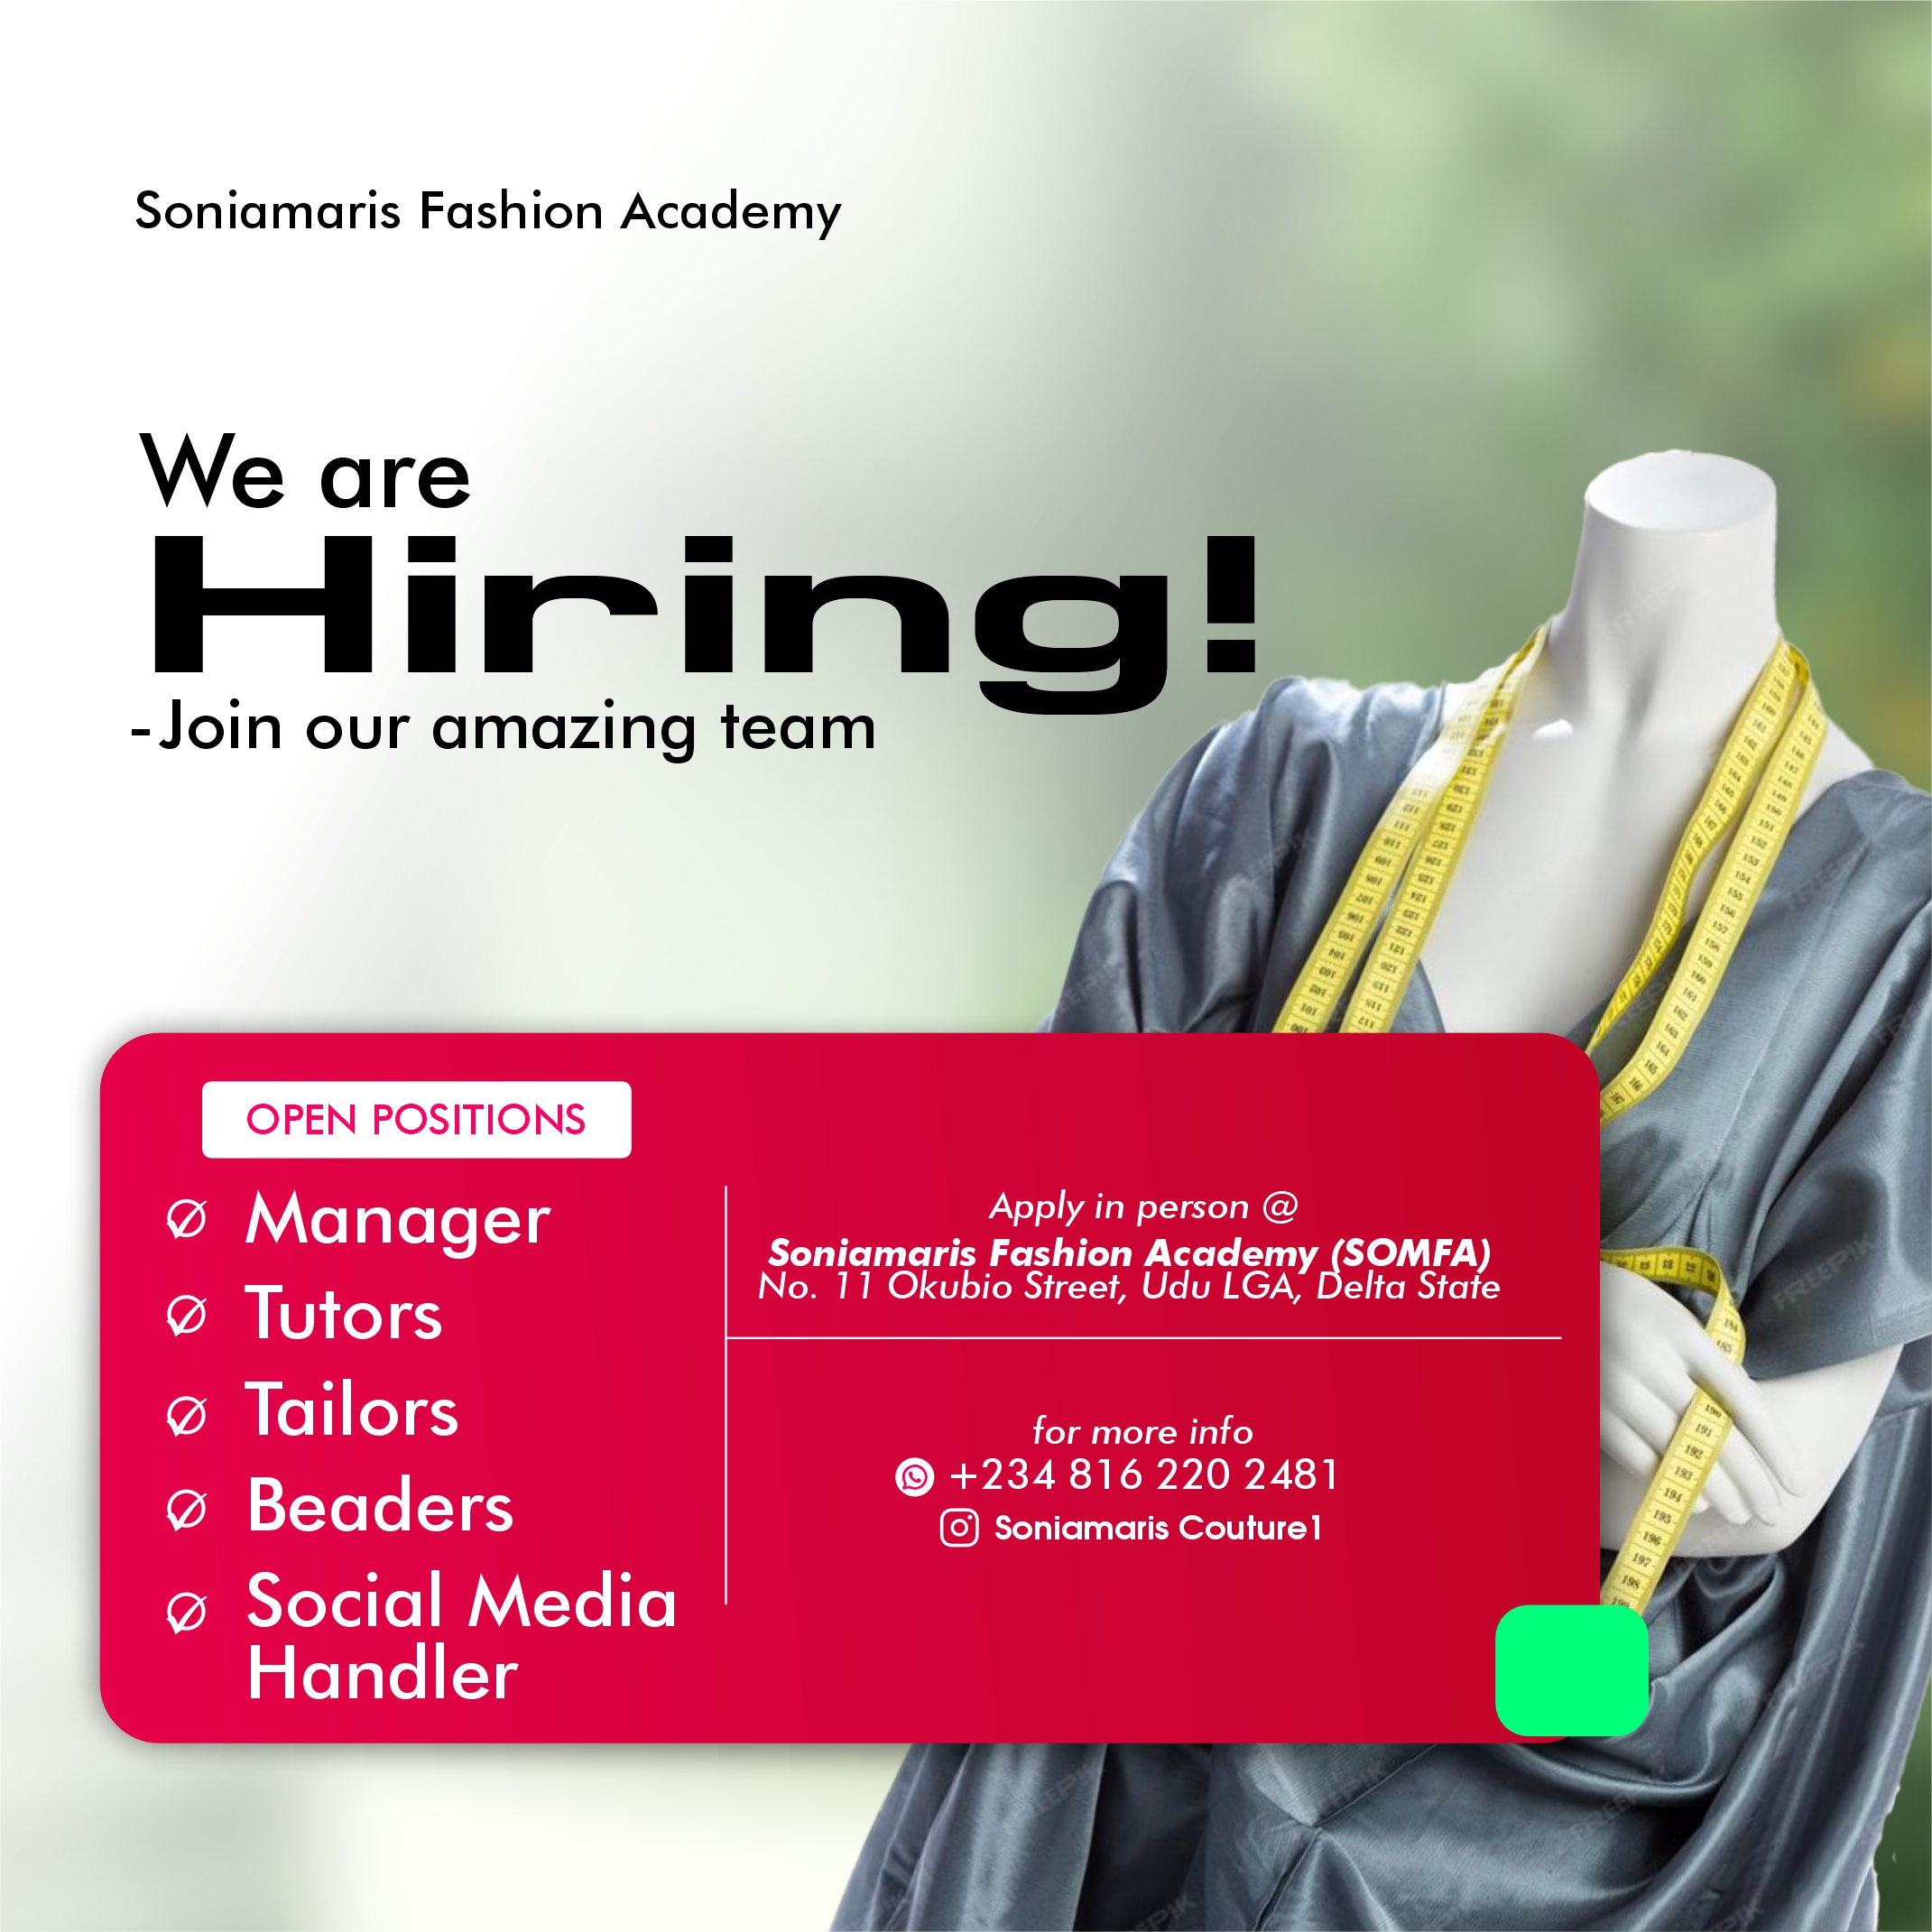 Soniamaris Fashion Academy
We are
Hiring!
-Join our amazing team
OPEN POSITIONS
Manager
Tutors
Tailors
Beaders
Social Media
Handler
Apply in person @
Soniamaris Fashion Academy (SOMFA)
No. 11 Okubio Street, Udu LGA, Delta State
for more info
+234 816 220 2481
Soniamaris Couture1